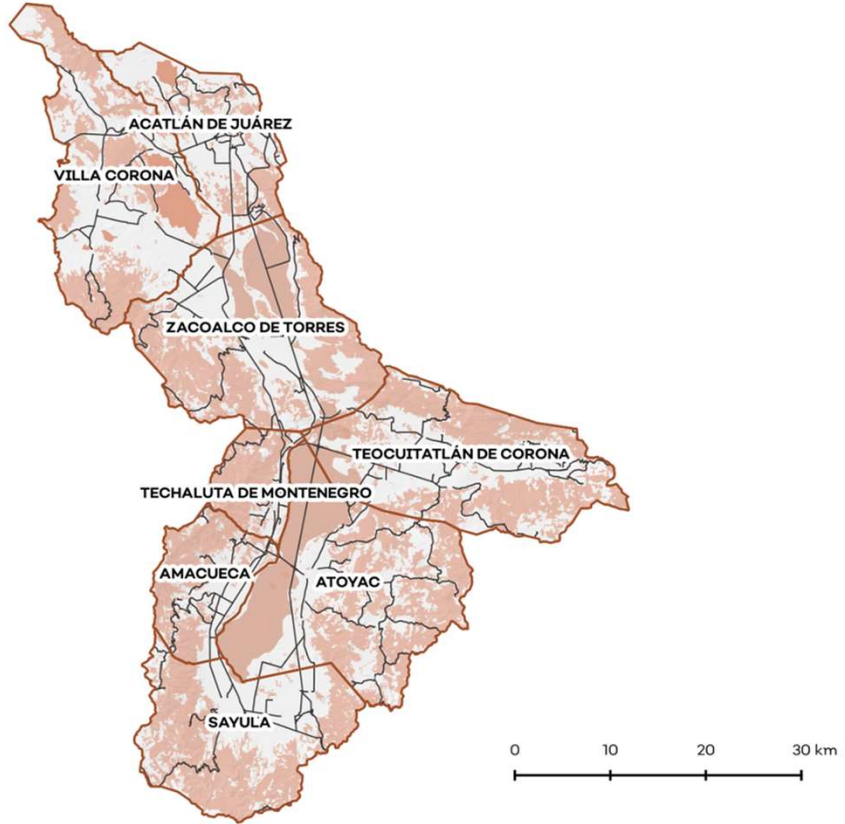 ACATLÁN DE JUÁREZ
VILLA CORONA
ZACOALCO DE TORRES
TEOCUITATLÁN DE CORONA
TECHALUTA DE MONTENEGRO
AMACUECA
ATOYAC
SAYULA
0 10 20 30 km